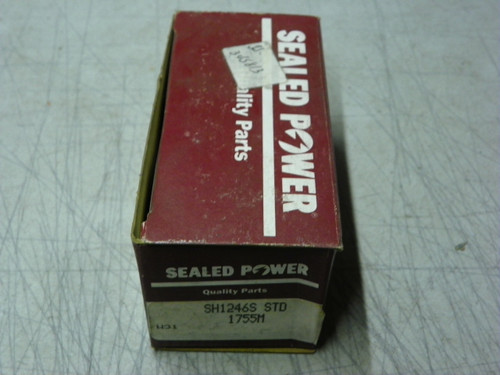 SEALED POWER
Quality Parts
SEALED POWER
Quality Parts
SH1246S STD
1755M